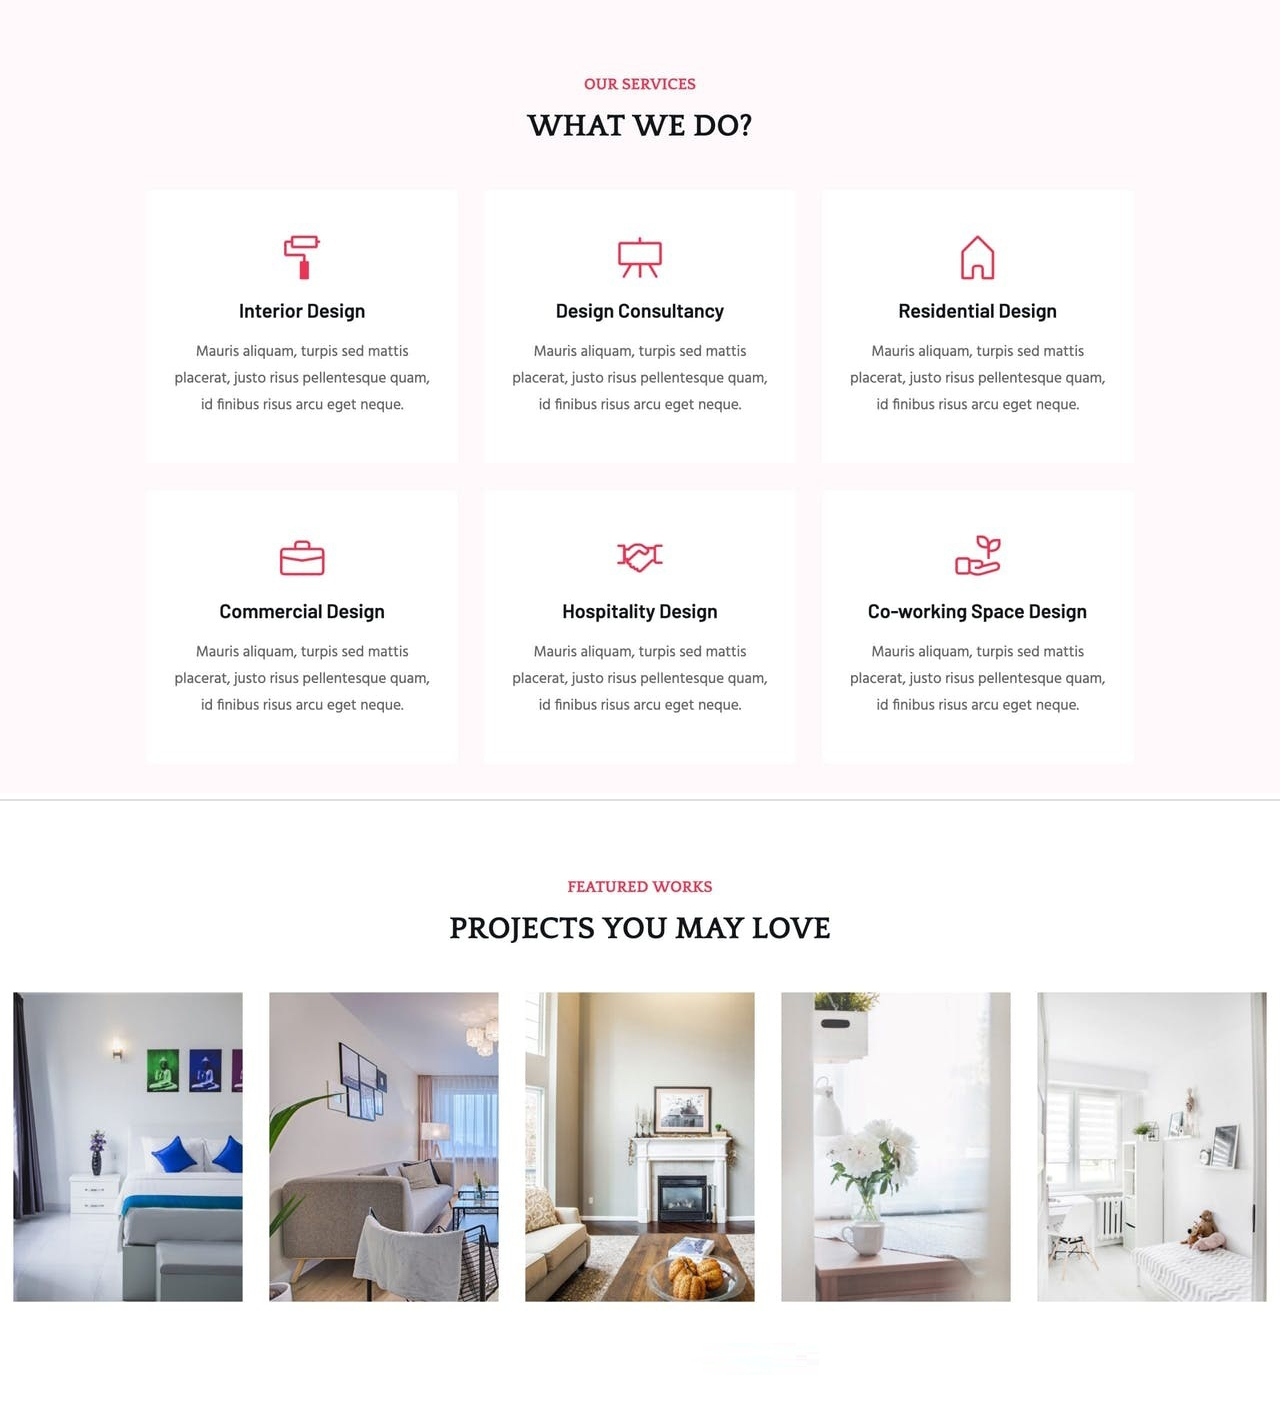 OUR SERVICES
WHAT WE DO?
Interior Design
Design Consultancy
Residential Design
Mauris aliquam, turpis sed mattis
placerat, justo risus pellentesque quam,
id finibus risus arcu eget neque.
Mauris aliquam, turpis sed mattis
placerat, justo risus pellentesque quam,
id finibus risus arcu eget neque.
Mauris aliquam, turpis sed mattis
placerat, justo risus pellentesque quam,
id finibus risus arcu eget neque.
Commercial Design
Hospitality Design
Co-working Space Design
Mauris aliquam, turpis sed mattis
placerat, justo risus pellentesque quam,
id finibus risus arcu eget neque.
Mauris aliquam, turpis sed mattis
placerat, justo risus pellentesque quam,
id finibus risus arcu eget neque.
Mauris aliquam, turpis sed mattis
placerat, justo risus pellentesque quam,
id finibus risus arcu eget neque.
FEATURED WORKS
PROJECTS YOU MAY LOVE